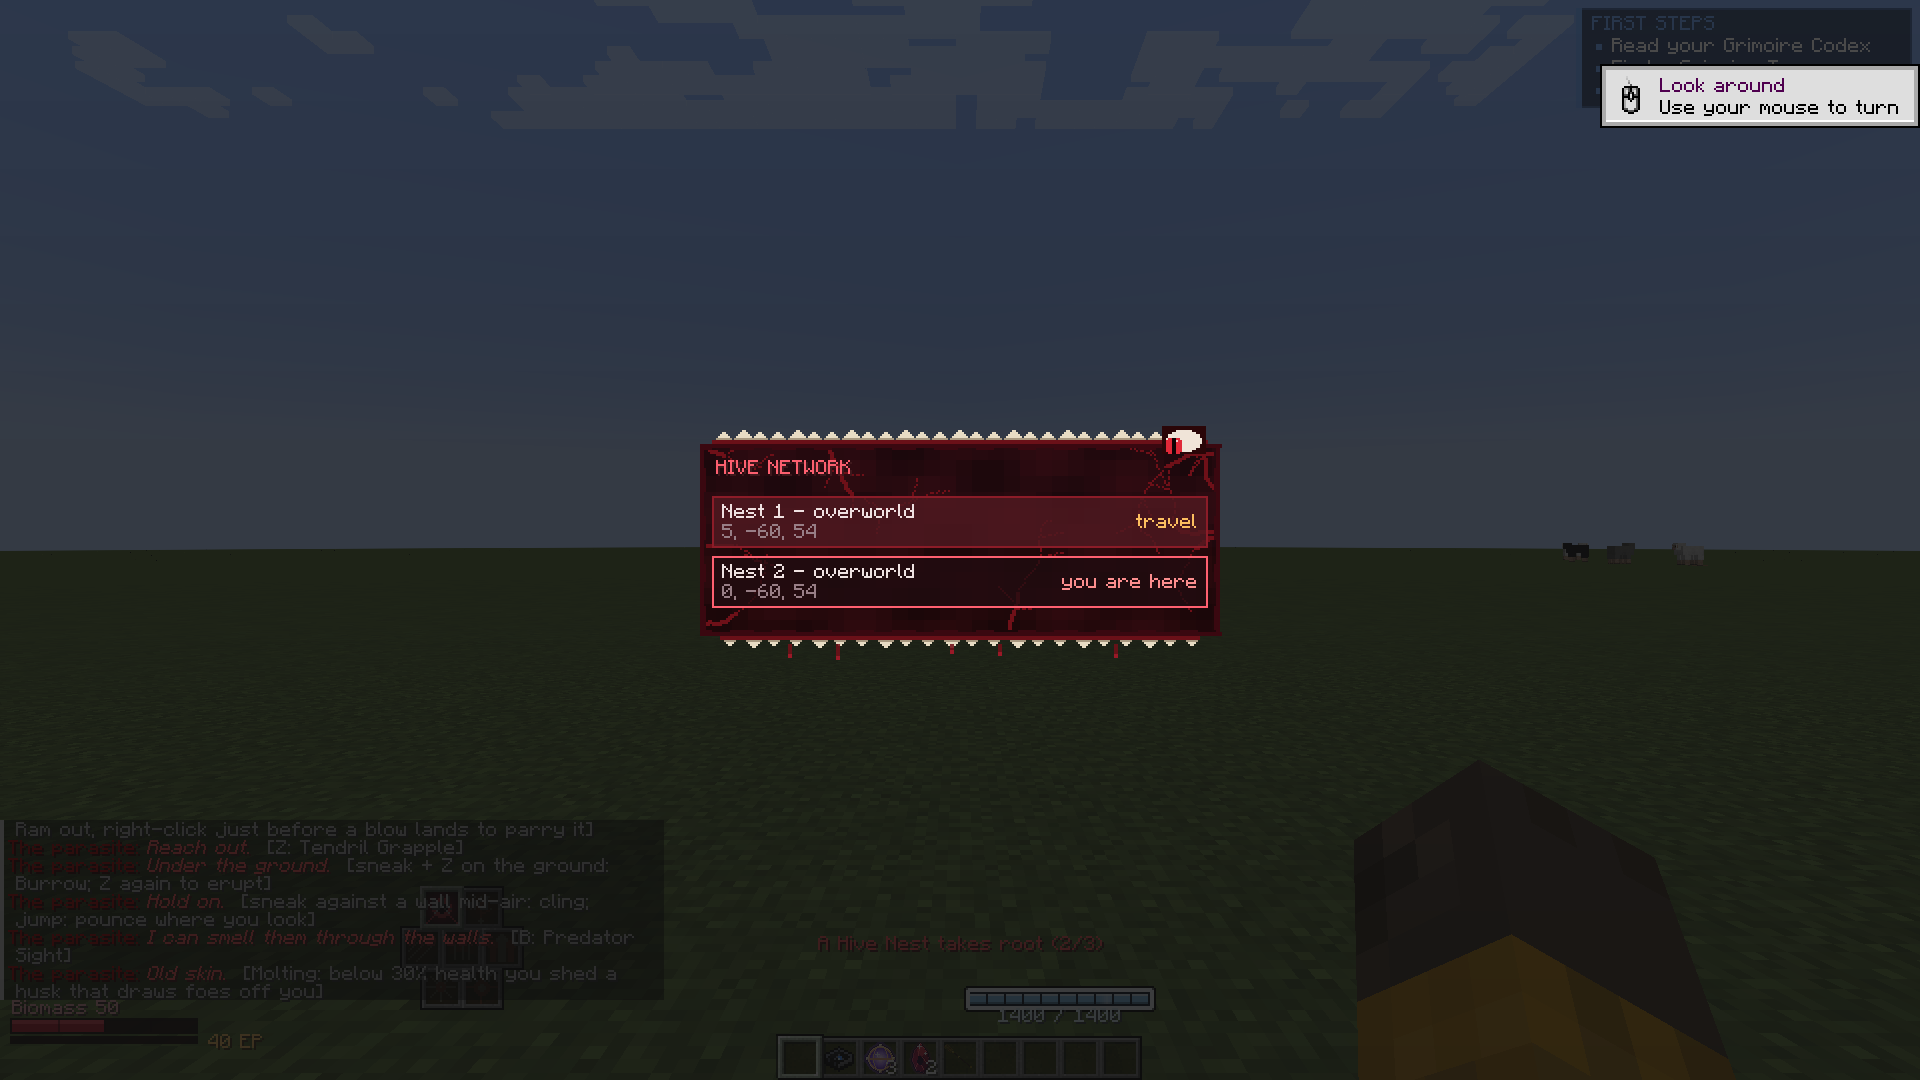 FIRST STEPS
Read your Grimoire Codex
Look around
Use your mouse to turn
HIVE NETWORK
Nest 1 - overworld
5, -60, 54
travel
Nest 2 - overworld
0, -60, 54
you are here
Ram out, right-click just before a blow lands to parry it]
The parasite: Reach out. [Z: Tendril Grapple]
The parasite: Under the ground. [sneak + Z on the ground:
Burrow; Z again to erupt]
The parasite: Hold on. [sneak against a wall mid-air: cling;
jump: pounce where you look]
The parasite: I can smell them through the walls. [B: Predator
Sight]
The parasite: Old skin. [Molting: below 30% health you shed a
husk that draws foes off you]
Biomass 50
40 EP
A Hive Nest takes root (2/3)
1400 / 1400
3
2